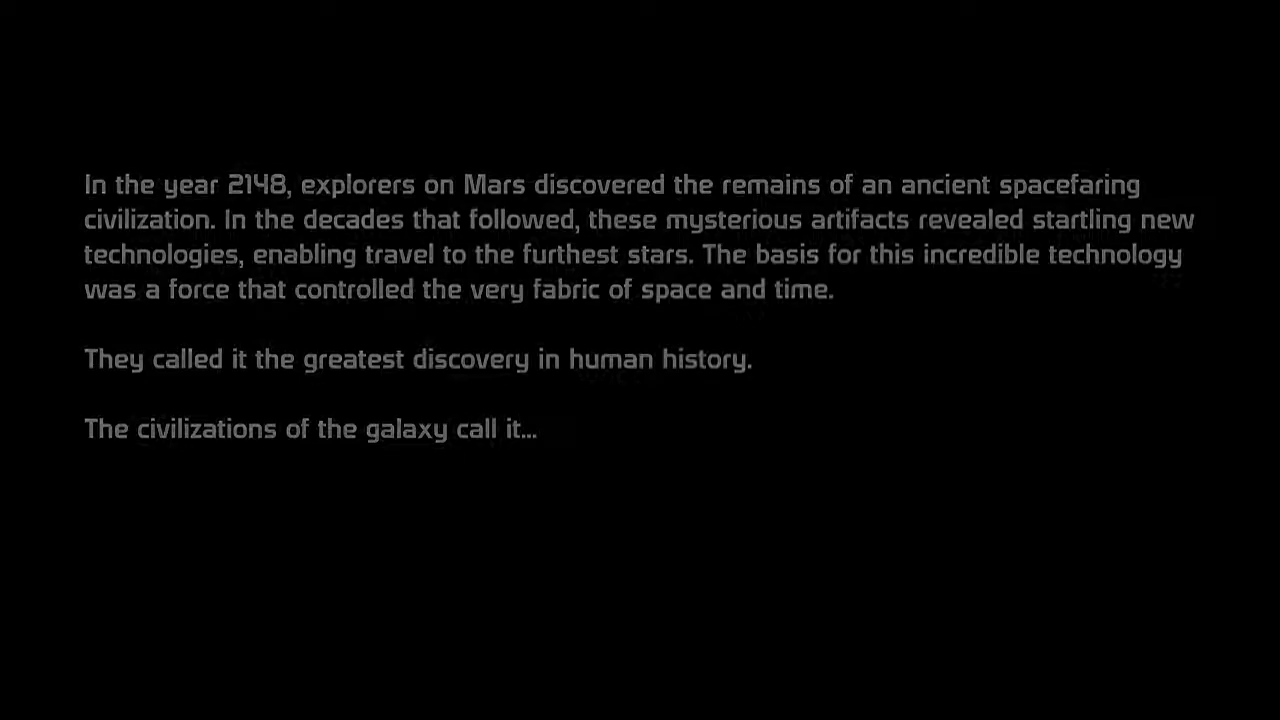 In the year 2148, explorers on Mars discovered the remains of an ancient spacefaring
civilization. In the decades that followed, these mysterious artifacts revealed startling new
technologies, enabling travel to the furthest stars. The basis for this incredible technology
was a force that controlled the very fabric of space and time.
They called it the greatest discovery in human history.
The civilizations of the galaxy call it...